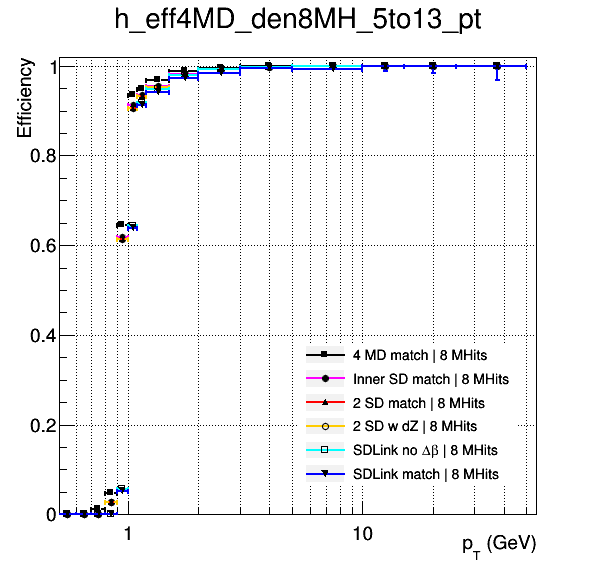 h_eff4MD_den8MH_5to13_pt
Efficiency
1
0.8
0.6
0.4
0.2
0
4 MD match | 8 MHits
Inner SD match | 8 MHits
2 SD match | 8 MHits
2 SD w dZ | 8 MHits
SDLink no Δβ | 8 MHits
SDLink match | 8 MHits
1
10
p_T (GeV)